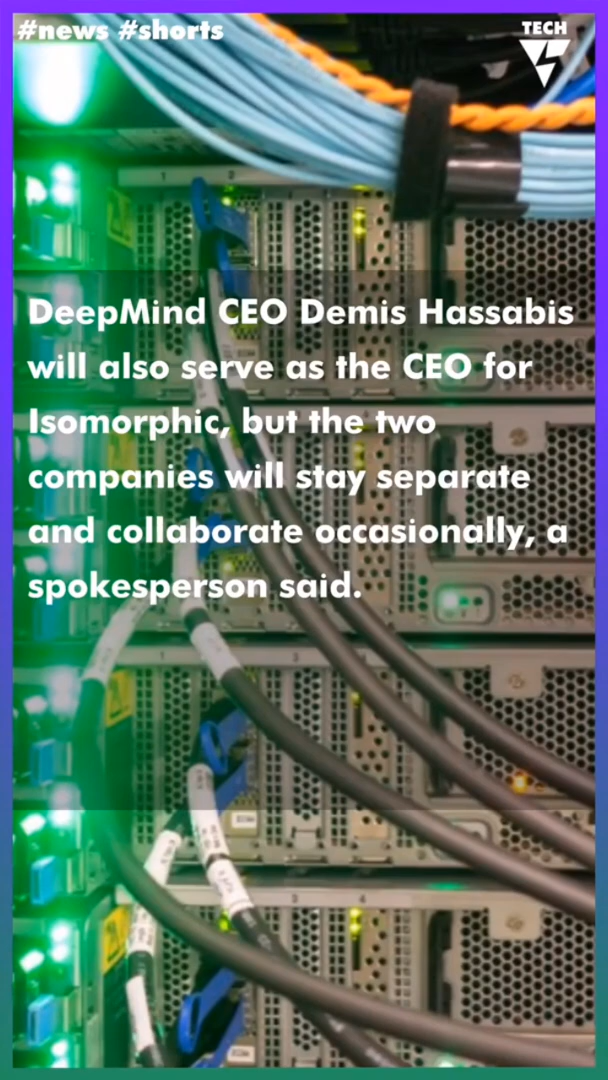 #news #shorts
TECH
DeepMind CEO Demis Hassabis
will also serve as the CEO for
Isomorphic, but the two
companies will stay separate
and collaborate occasionally, a
spokesperson said.